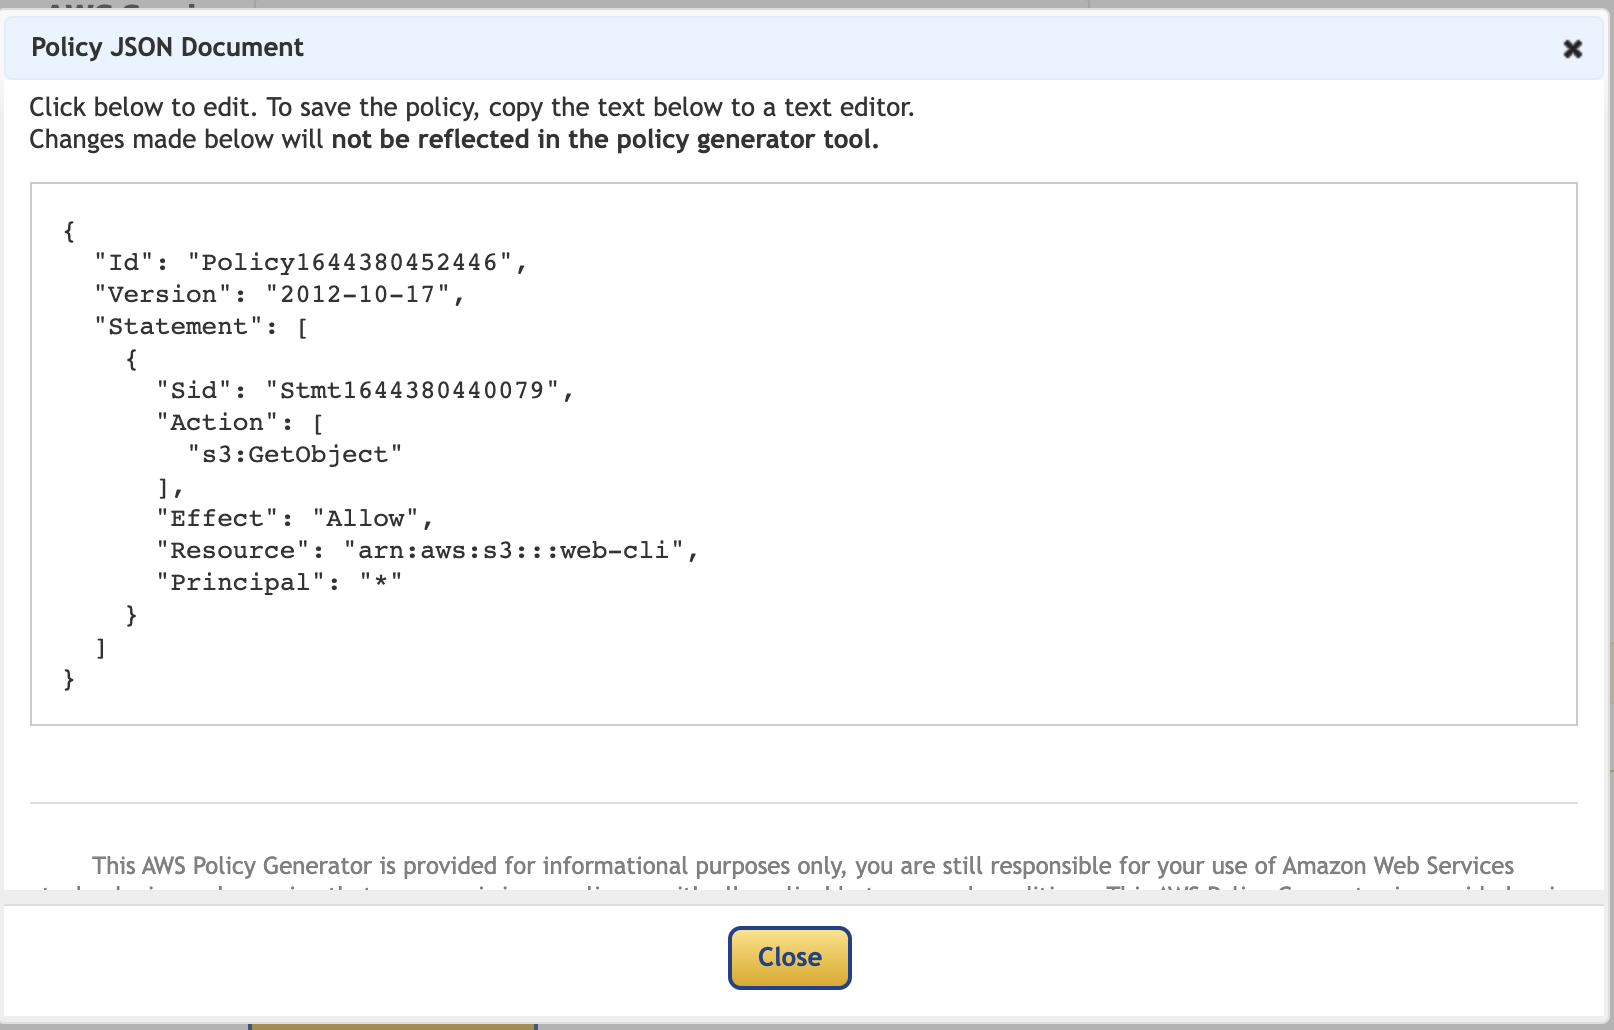 Policy JSON Document
Click below to edit. To save the policy, copy the text below to a text editor.
Changes made below will not be reflected in the policy generator tool.
{
  "Id": "Policy1644380452446",
  "Version": "2012-10-17",
  "Statement": [
    {
      "Sid": "Stmt1644380440079",
      "Action": [
        "s3:GetObject"
      ],
      "Effect": "Allow",
      "Resource": "arn:aws:s3:::web-cli",
      "Principal": "*"
    }
  ]
}
This AWS Policy Generator is provided for informational purposes only, you are still responsible for your use of Amazon Web Services
Close